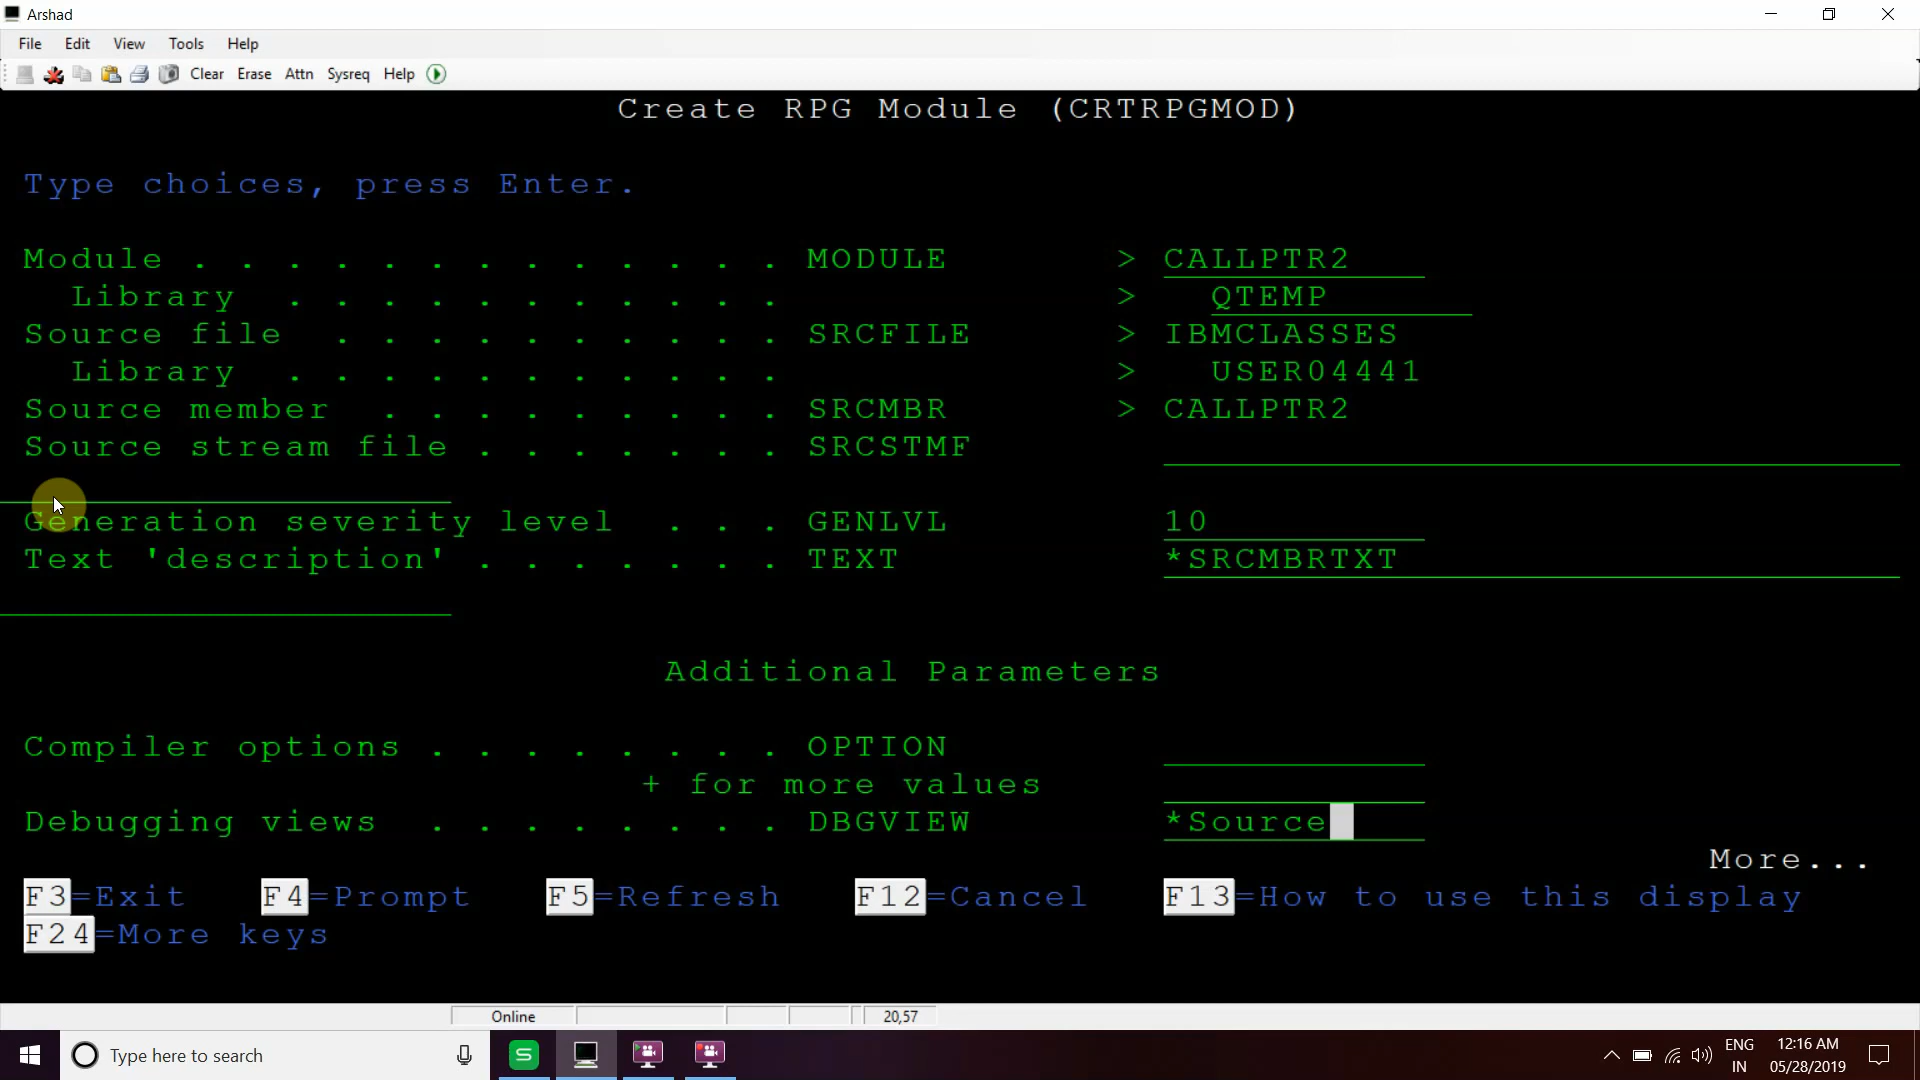 Arshad
File Edit View Tools Help
Clear Erase Attn Sysreq Help
Create RPG Module (CRTRPGMOD)
Type choices, press Enter.
Module . . . . . . . . . . . . . MODULE > CALLPTR2
Library . . . . . . . . . . . > QTEMP
Source file . . . . . . . . . . SRCFILE > IBMCLASSES
Library . . . . . . . . . . . > USER04441
Source member . . . . . . . . . SRCMBR > CALLPTR2
Source stream file . . . . . . . SRCSTMF
Generation severity level . . . GENLVL 10
Text 'description' . . . . . . . TEXT *SRCMBRTXT
Additional Parameters
Compiler options . . . . . . . . OPTION
+ for more values
Debugging views . . . . . . . . DBGVIEW *Source
More...
F3=Exit F4=Prompt F5=Refresh F12=Cancel F13=How to use this display
F24=More keys
Online 20,57
Type here to search S ENG 12:16 AM
IN 05/28/2019